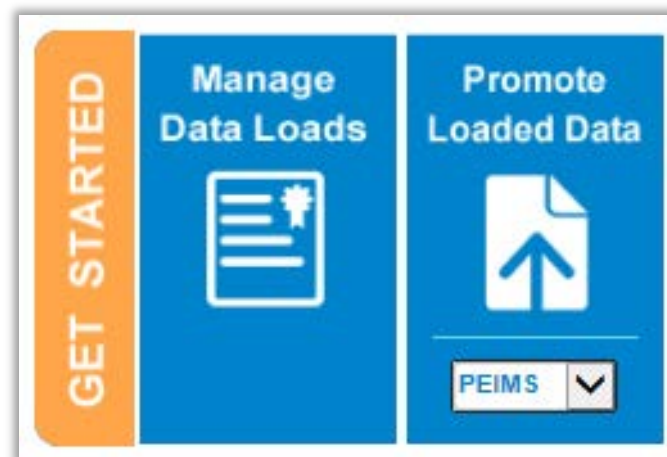 GET STARTED
Manage
Data Loads
Promote
Loaded Data
PEIMS